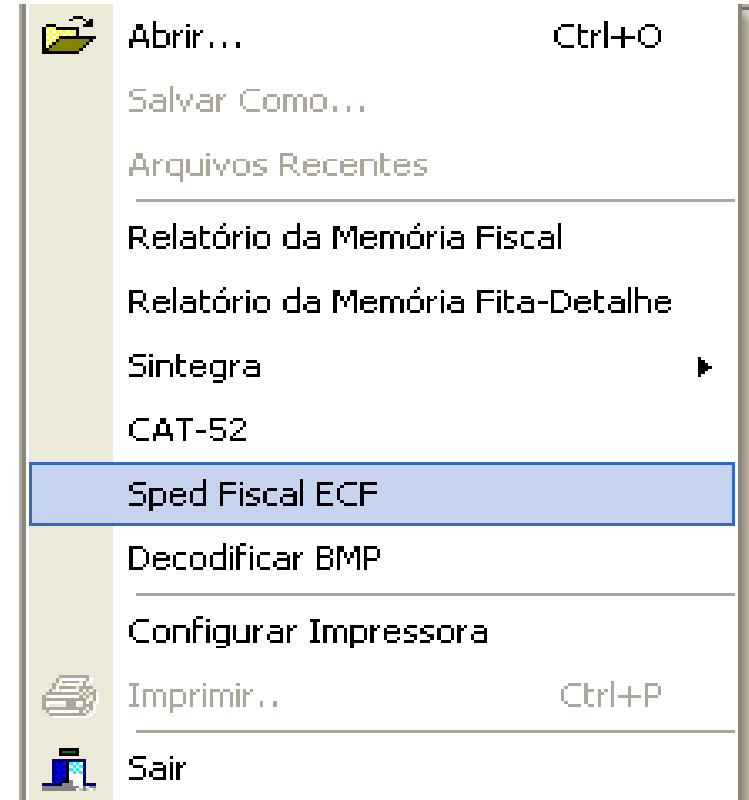 Abrir... Ctrl+O
Salvar Como...
Arquivos Recentes
Relatório da Memória Fiscal
Relatório da Memória Fita-Detalhe
Sintegra
CAT-52
Sped Fiscal ECF
Decodificar BMP
Configurar Impressora
Imprimir.. Ctrl+P
Sair